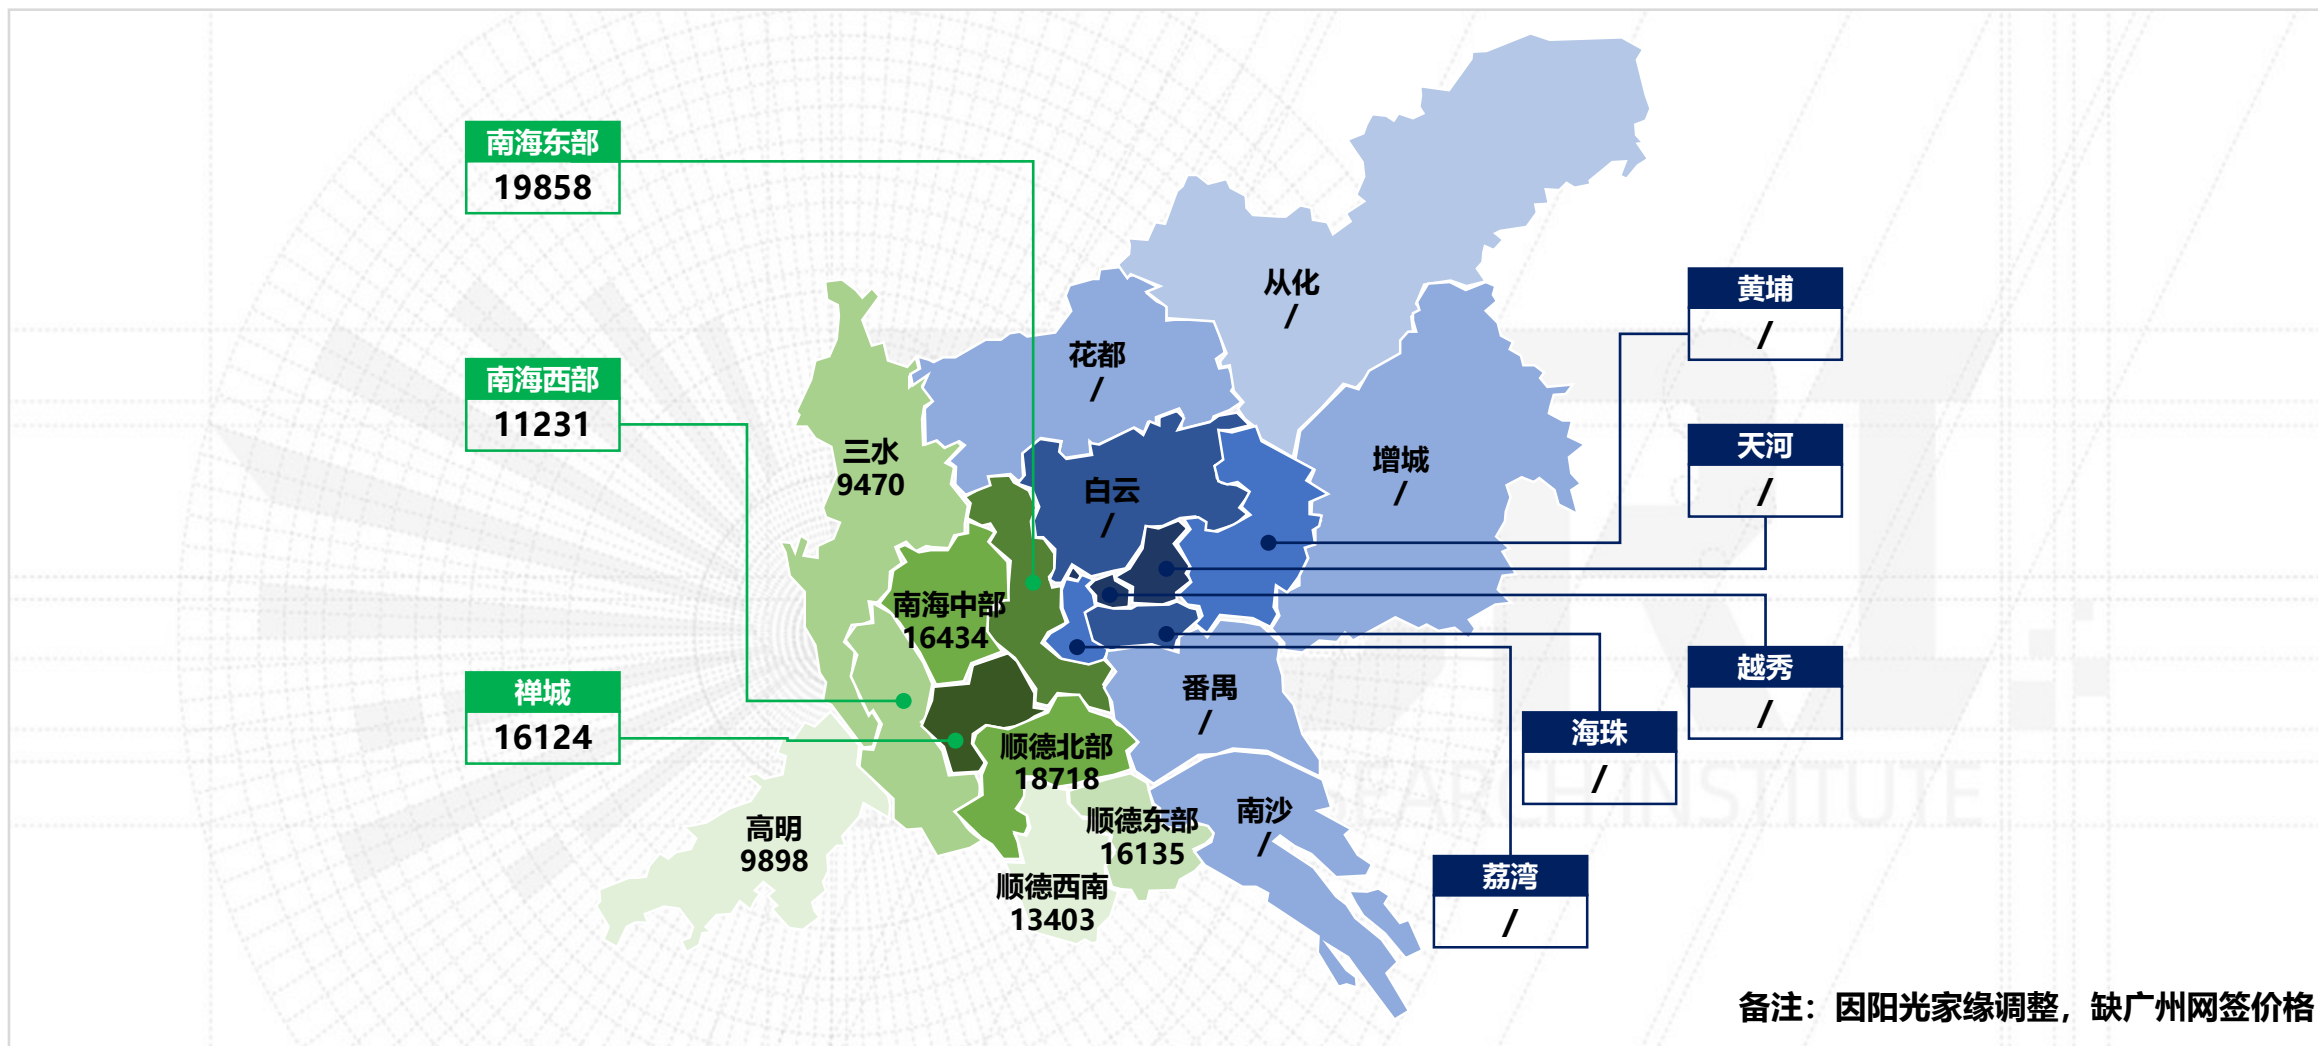 南海东部
19858
南海西部
11231
禅城
16124
从化
/
花都
/
三水
9470
白云
/
增城
/
南海中部
16434
番禺
/
顺德北部
18718
南沙
/
顺德东部
16135
高明
9898
顺德西南
13403
黄埔
/
天河
/
越秀
/
海珠
/
荔湾
/
SEARCH INSTITUTE
备注：因阳光家缘调整，缺广州网签价格